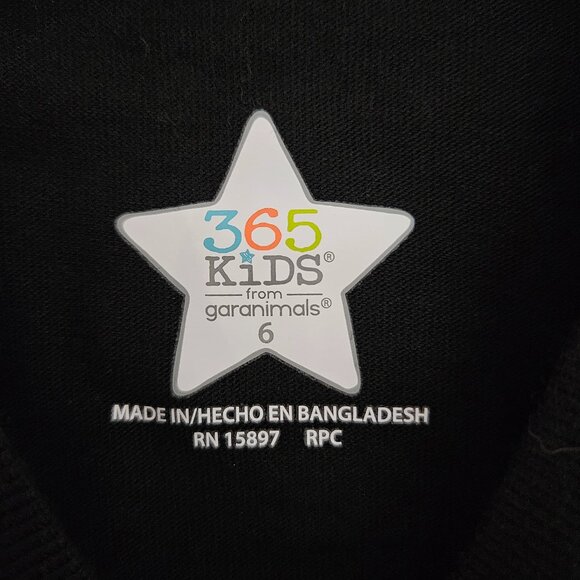 365
KiDS®
from
garanimals®
6
MADE IN/HECHO EN BANGLADESH
RN 15897 RPC